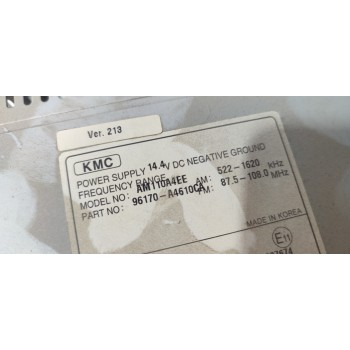 Ver. 213
KMC
POWER SUPPLY 14.4V DC NEGATIVE GROUND
FREQUENCY RANGE AM: 522-1620 kHz
FM: 87.5-108.0 MHz
MODEL NO: AM110A4EE
PART NO: 96170-A4610CA
MADE IN KOREA
E11